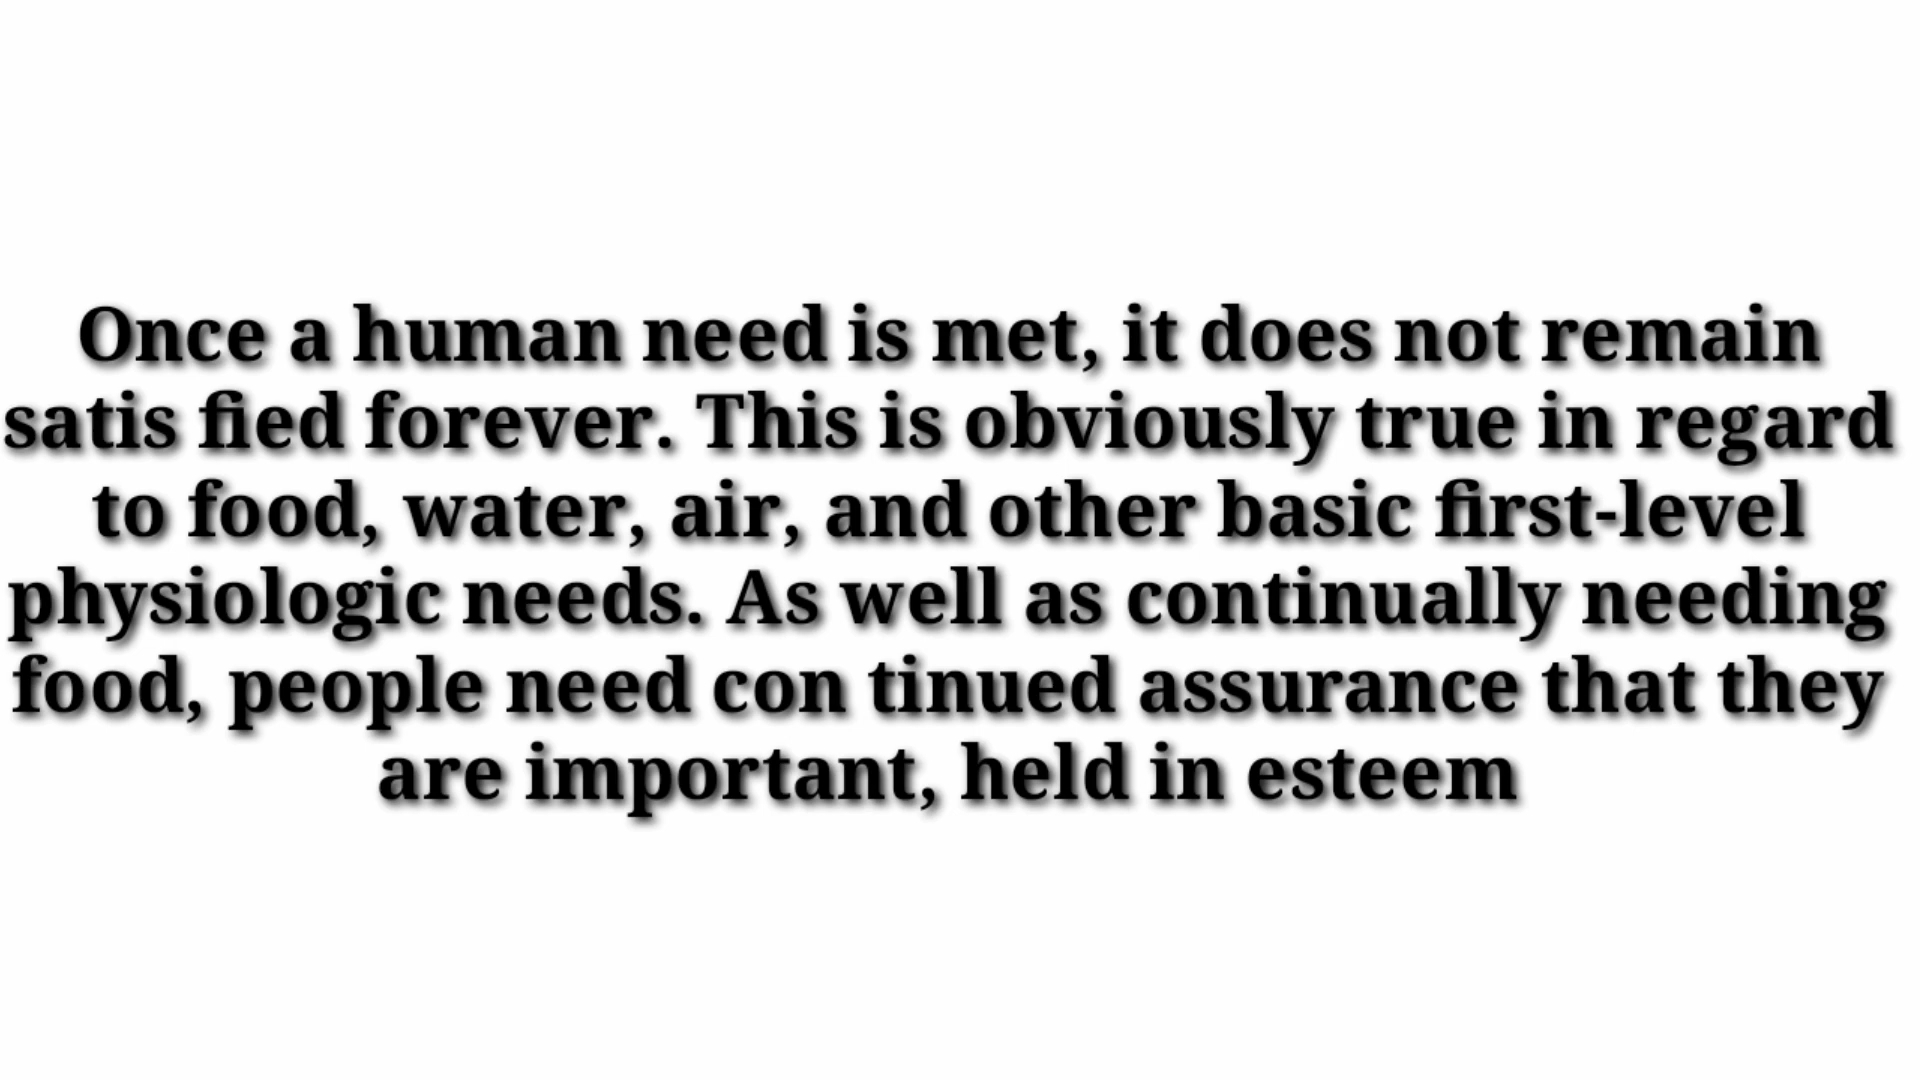 Once a human need is met, it does not remain
satis fied forever. This is obviously true in regard
to food, water, air, and other basic first-level
physiologic needs. As well as continually needing
food, people need con tinued assurance that they
are important, held in esteem